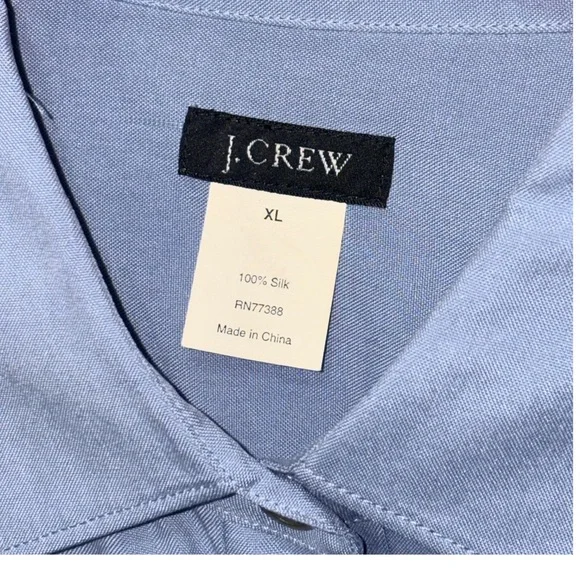 J.CREW
XL
100% Silk
RN77388
Made in China